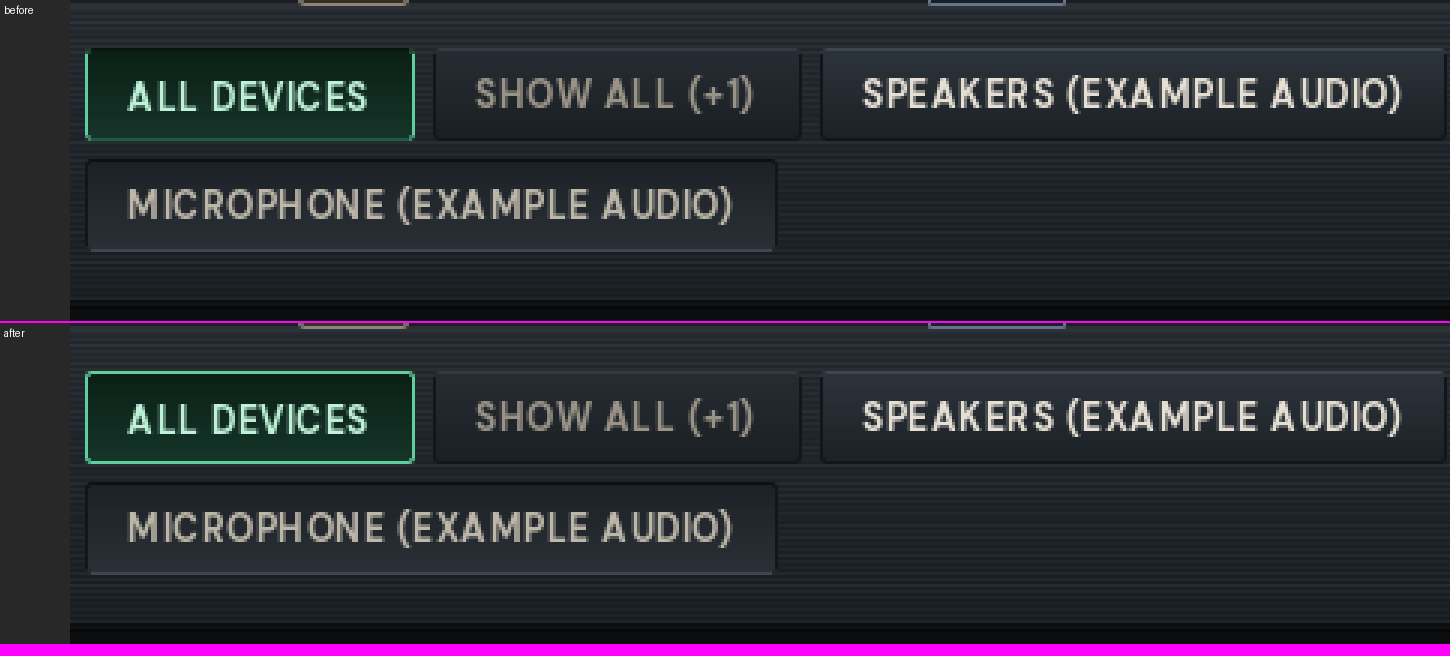 before
ALL DEVICES SHOW ALL (+1) SPEAKERS (EXAMPLE AUDIO)
MICROPHONE (EXAMPLE AUDIO)
after
ALL DEVICES SHOW ALL (+1) SPEAKERS (EXAMPLE AUDIO)
MICROPHONE (EXAMPLE AUDIO)